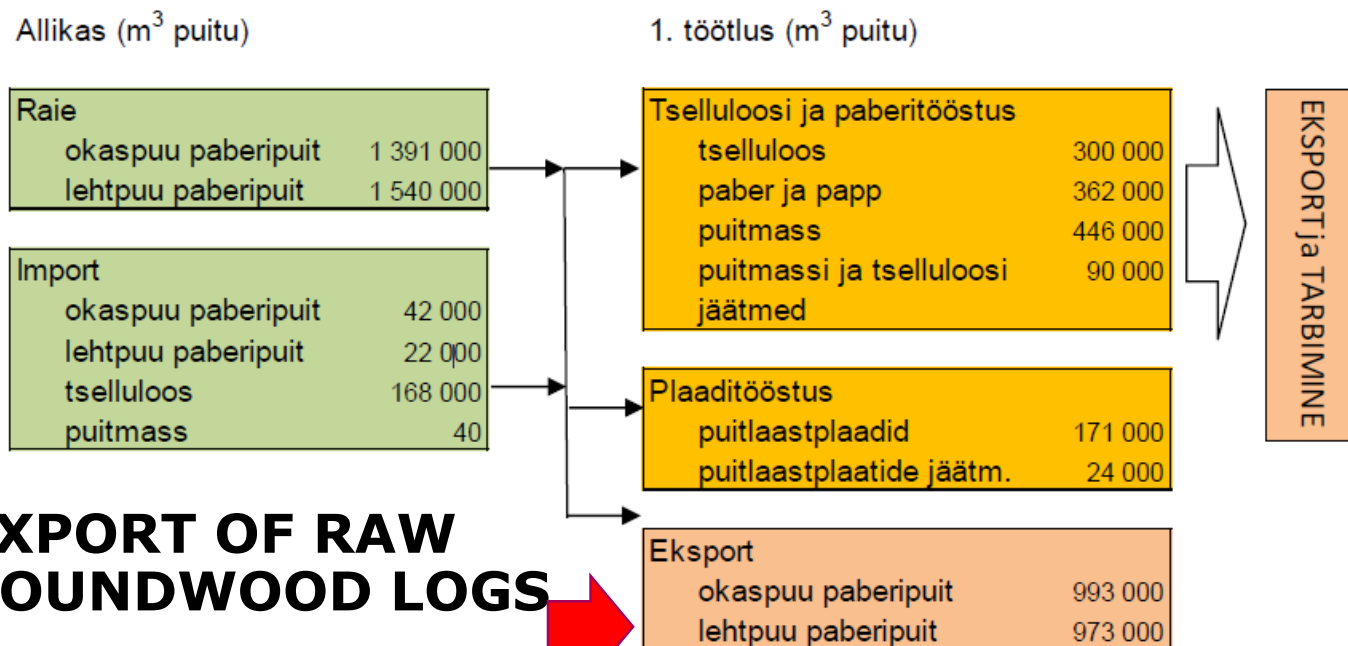 Allikas (m³ puitu)
1. töötlus (m³ puitu)
Raie
okaspuu paberipuit 1 391 000
lehtpuu paberipuit 1 540 000
Import
okaspuu paberipuit 42 000
lehtpuu paberipuit 22 000
tselluloos 168 000
puitmass 40
Tselluloosi ja paberitööstus
tselluloos 300 000
paber ja papp 362 000
puitmass 446 000
puitmassi ja tselluloosi 90 000
jäätmed
Plaaditööstus
puitlaastplaadid 171 000
puitlaastplaatide jäätm. 24 000
Eksport
okaspuu paberipuit 993 000
lehtpuu paberipuit 973 000
EKSPORT ja TARBIMINE
XPORT OF RAW
OUNDWOOD LOGS